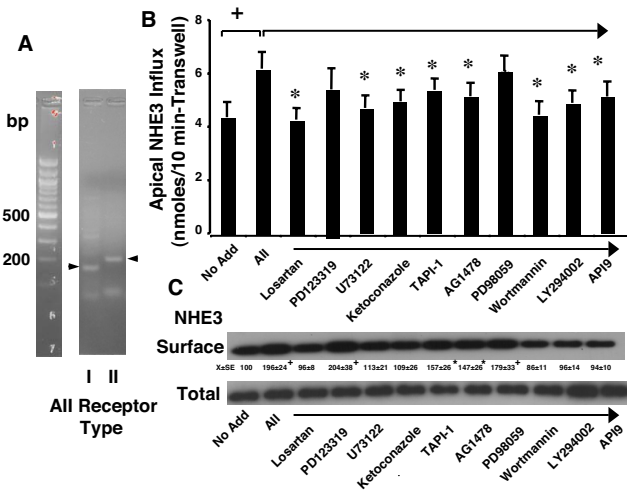 A
bp
500
200
I II
AII Receptor
Type
B
Apical NHE3 Influx
(nmoles/10 min-Transwell)
8
6
4
2
0
+
* * * * * * * *
No Add
AII
Losartan
PD123319
U73122
Ketoconazole
TAPI-1
AG1478
PD98059
Wortmannin
LY294002
API9
C
NHE3
Surface
X±SE 100 196±24+ 96±8 204±38+ 113±21 109±26 157±26* 147±26* 179±33+ 86±11 96±14 94±10
Total
No Add
AII
Losartan
PD123319
U73122
Ketoconazole
TAPI-1
AG1478
PD98059
Wortmannin
LY294002
API9